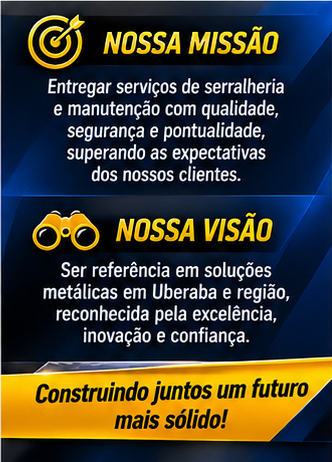 NOSSA MISSÃO
Entregar serviços de serralheria
e manutenção com qualidade,
segurança e pontualidade,
superando as expectativas
dos nossos clientes.
NOSSA VISÃO
Ser referência em soluções
metálicas em Uberaba e região,
reconhecida pela excelência,
inovação e confiança.
Construindo juntos um futuro
mais sólido!